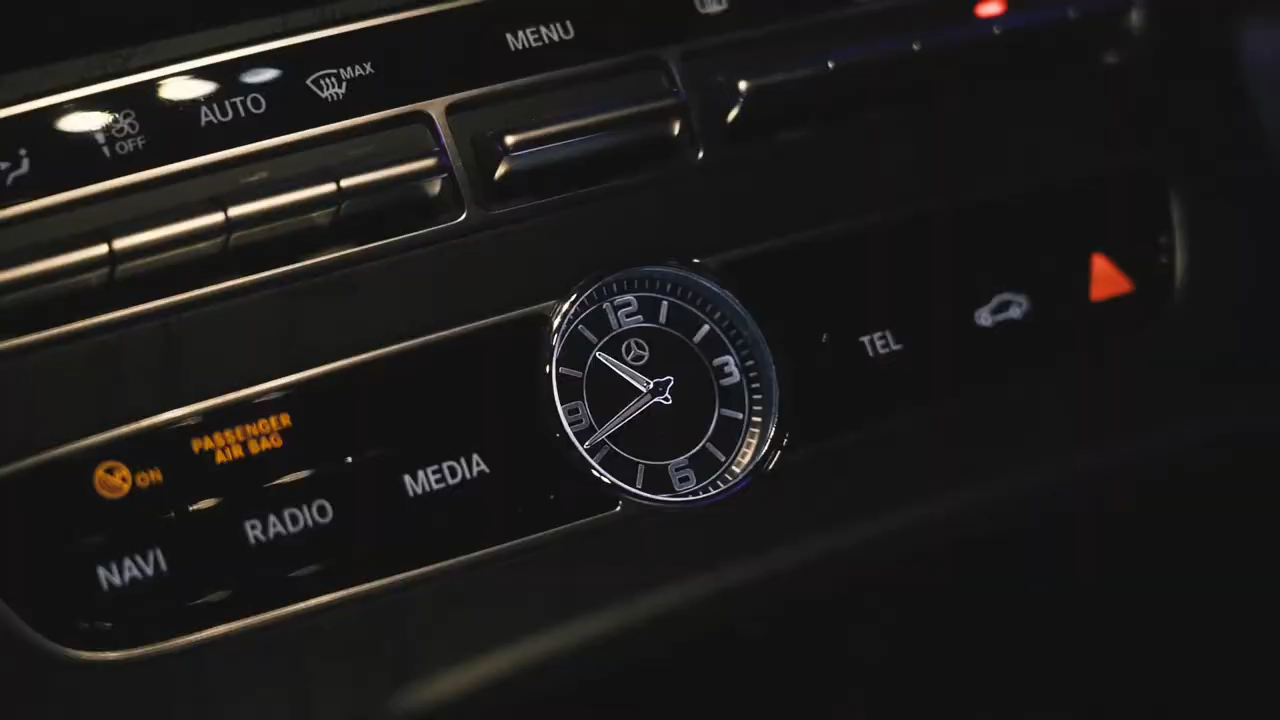 MENU
MAX
AUTO
OFF
12
3
9
6
TEL
PASSENGER
AIR BAG
ON
MEDIA
RADIO
NAVI